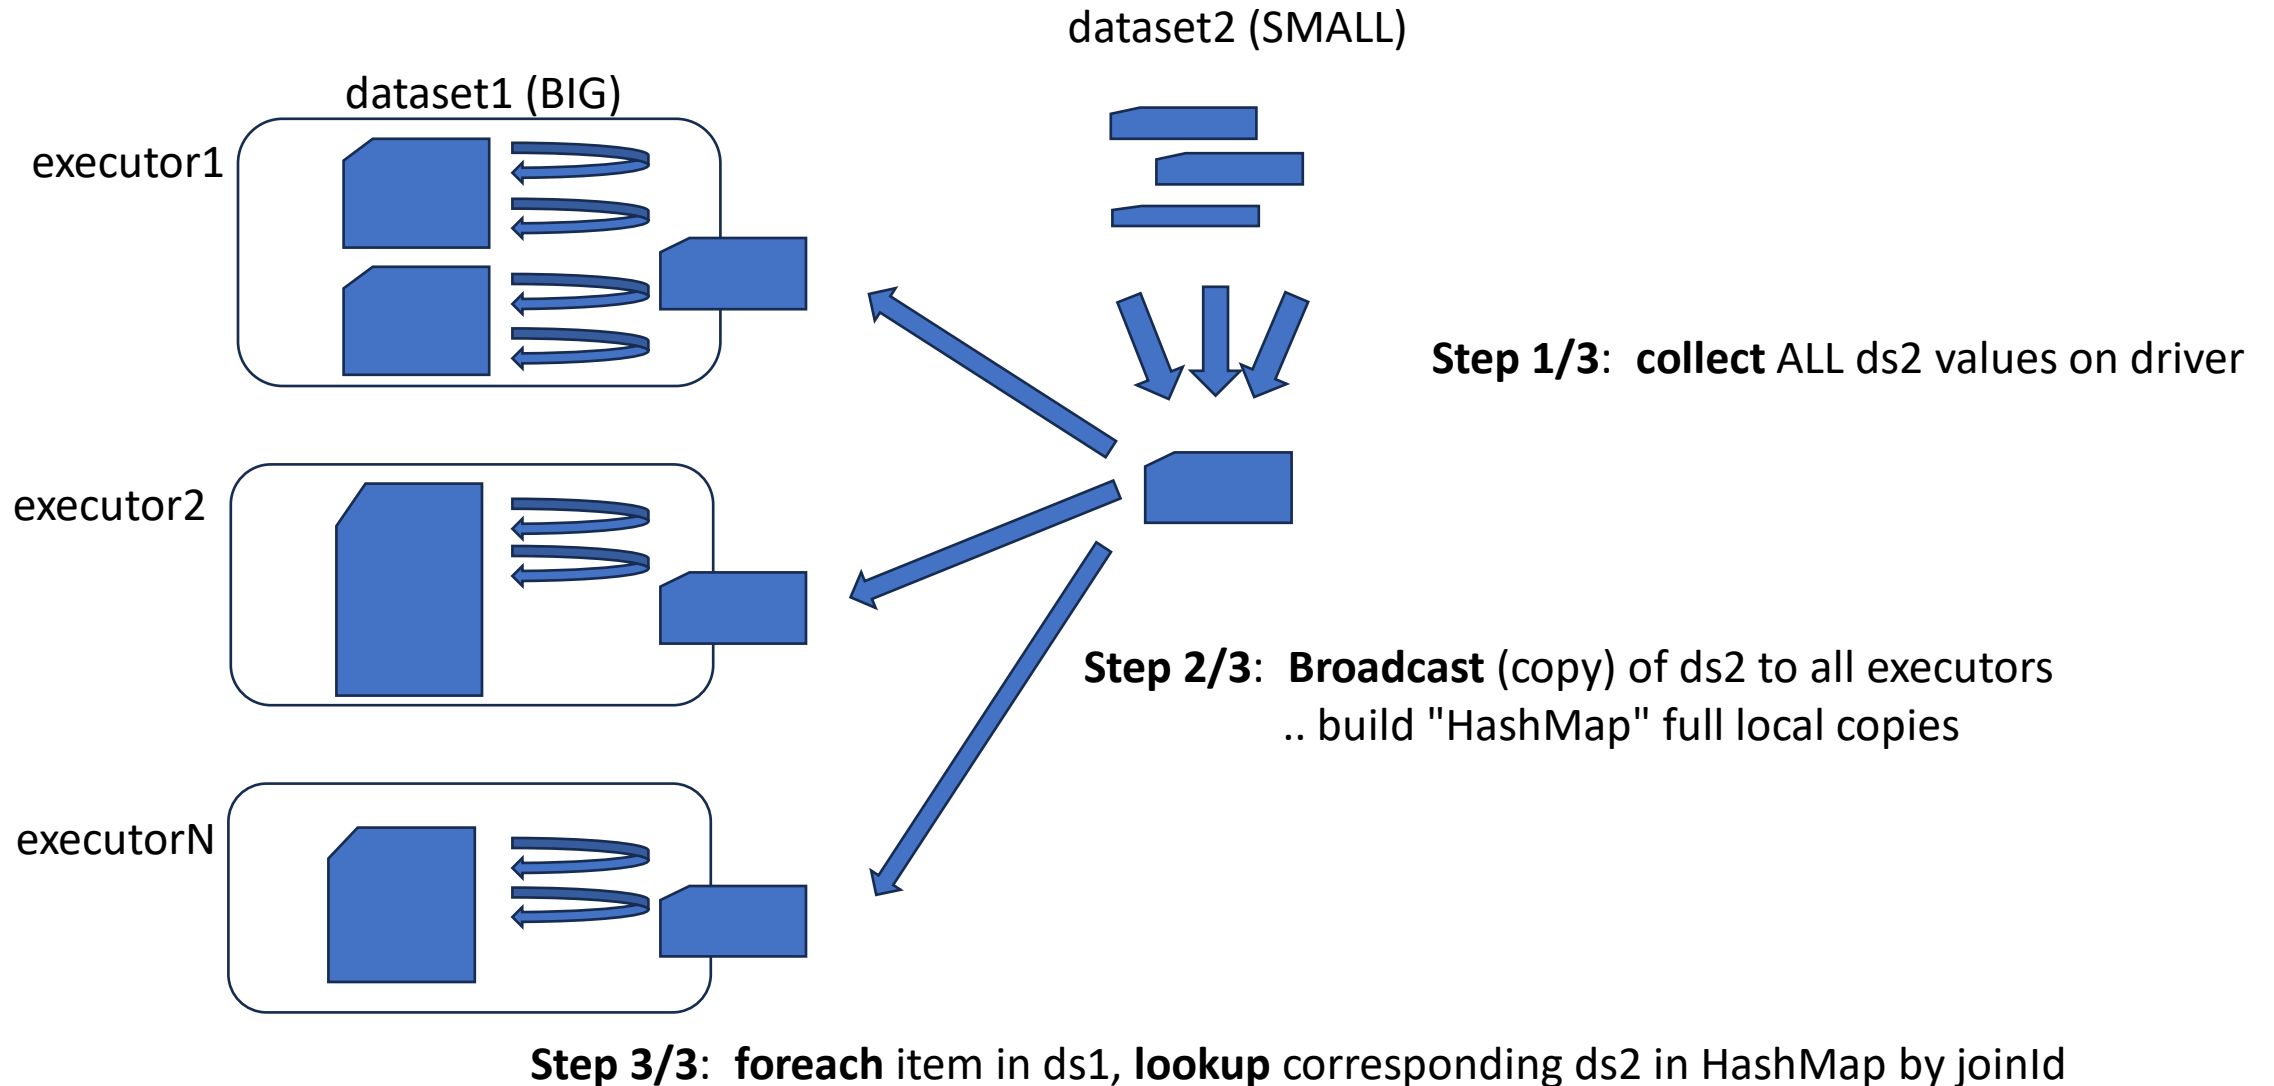 dataset2 (SMALL)
dataset1 (BIG)
executor1
Step 1/3:  collect ALL ds2 values on driver
executor2
Step 2/3:  Broadcast (copy) of ds2 to all executors
.. build "HashMap" full local copies
executorN
Step 3/3:  foreach item in ds1, lookup corresponding ds2 in HashMap by joinId